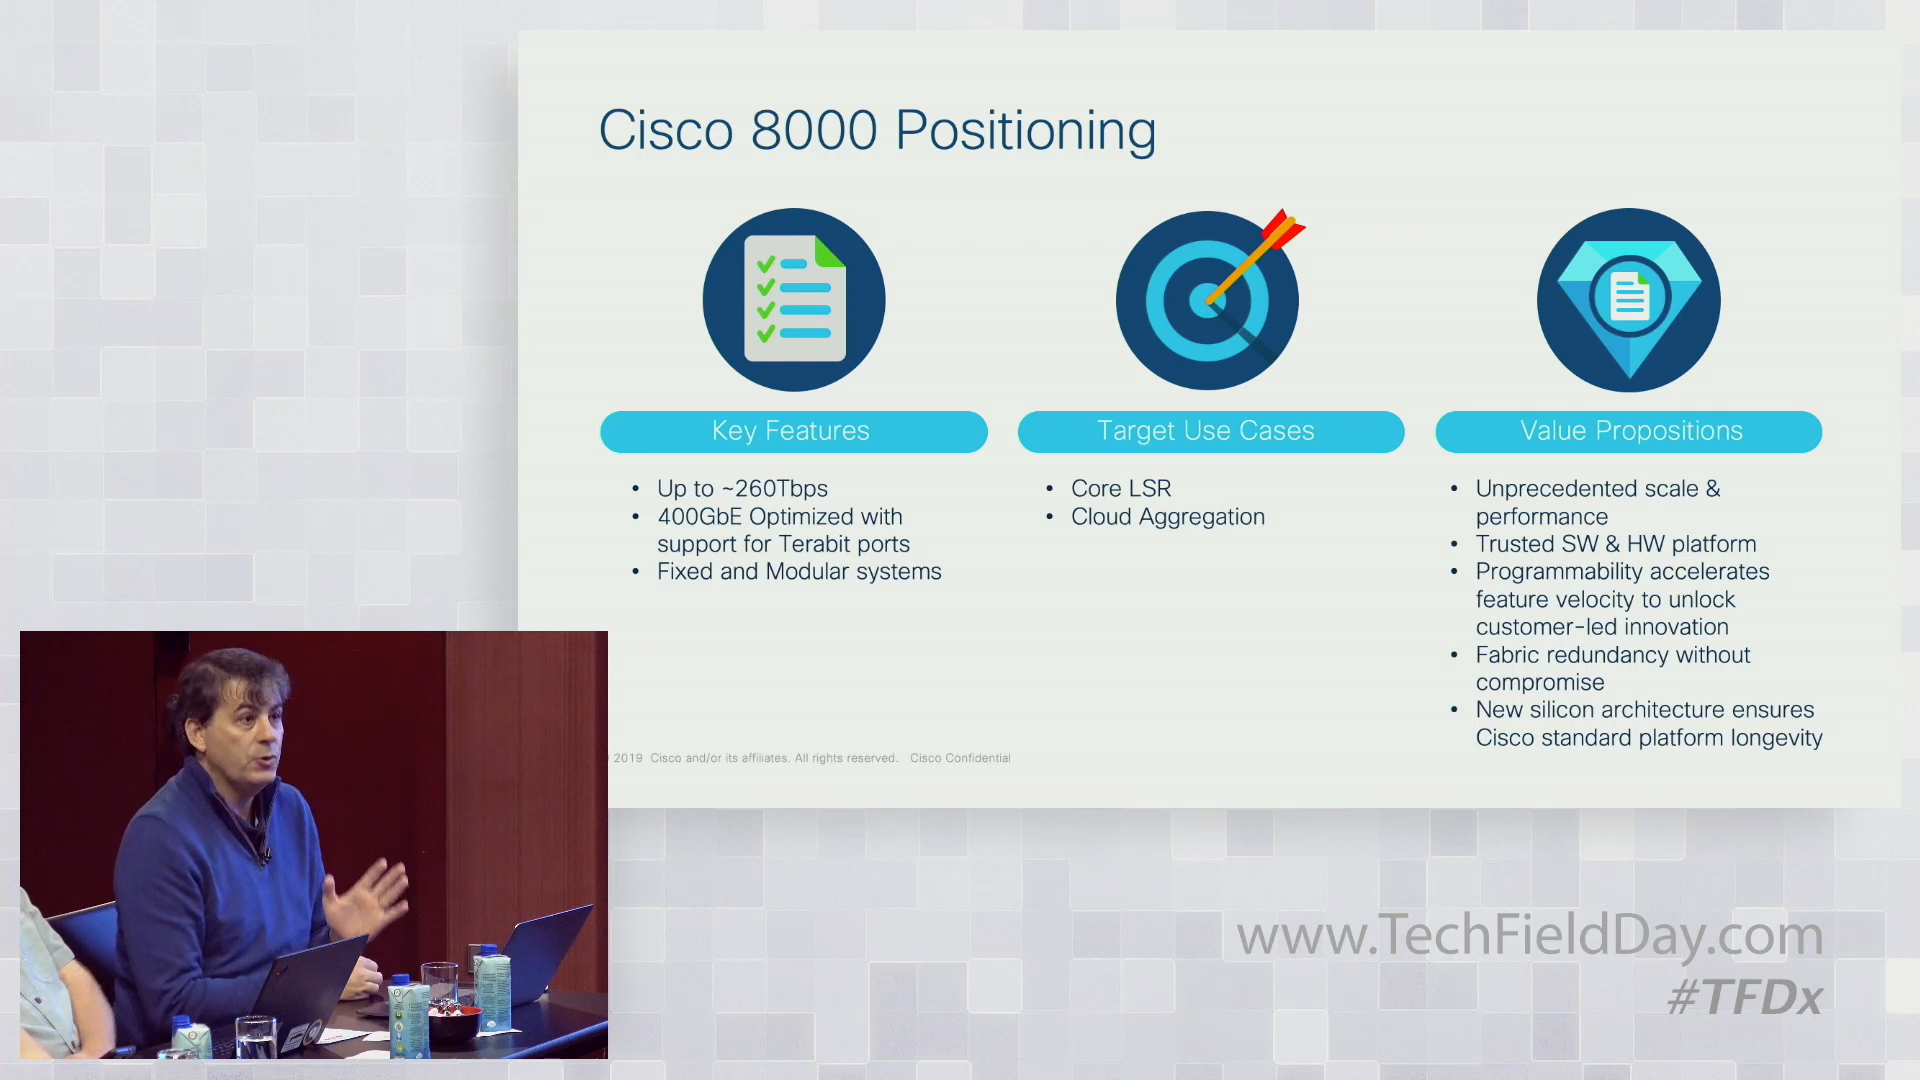 Cisco 8000 Positioning
Key Features
• Up to ~260Tbps
• 400GbE Optimized with
support for Terabit ports
• Fixed and Modular systems
Target Use Cases
• Core LSR
• Cloud Aggregation
Value Propositions
• Unprecedented scale &
performance
• Trusted SW & HW platform
• Programmability accelerates
feature velocity to unlock
customer-led innovation
• Fabric redundancy without
compromise
• New silicon architecture ensures
Cisco standard platform longevity
2019 Cisco and/or its affiliates. All rights reserved. Cisco Confidential
www.TechFieldDay.com
#TFDx